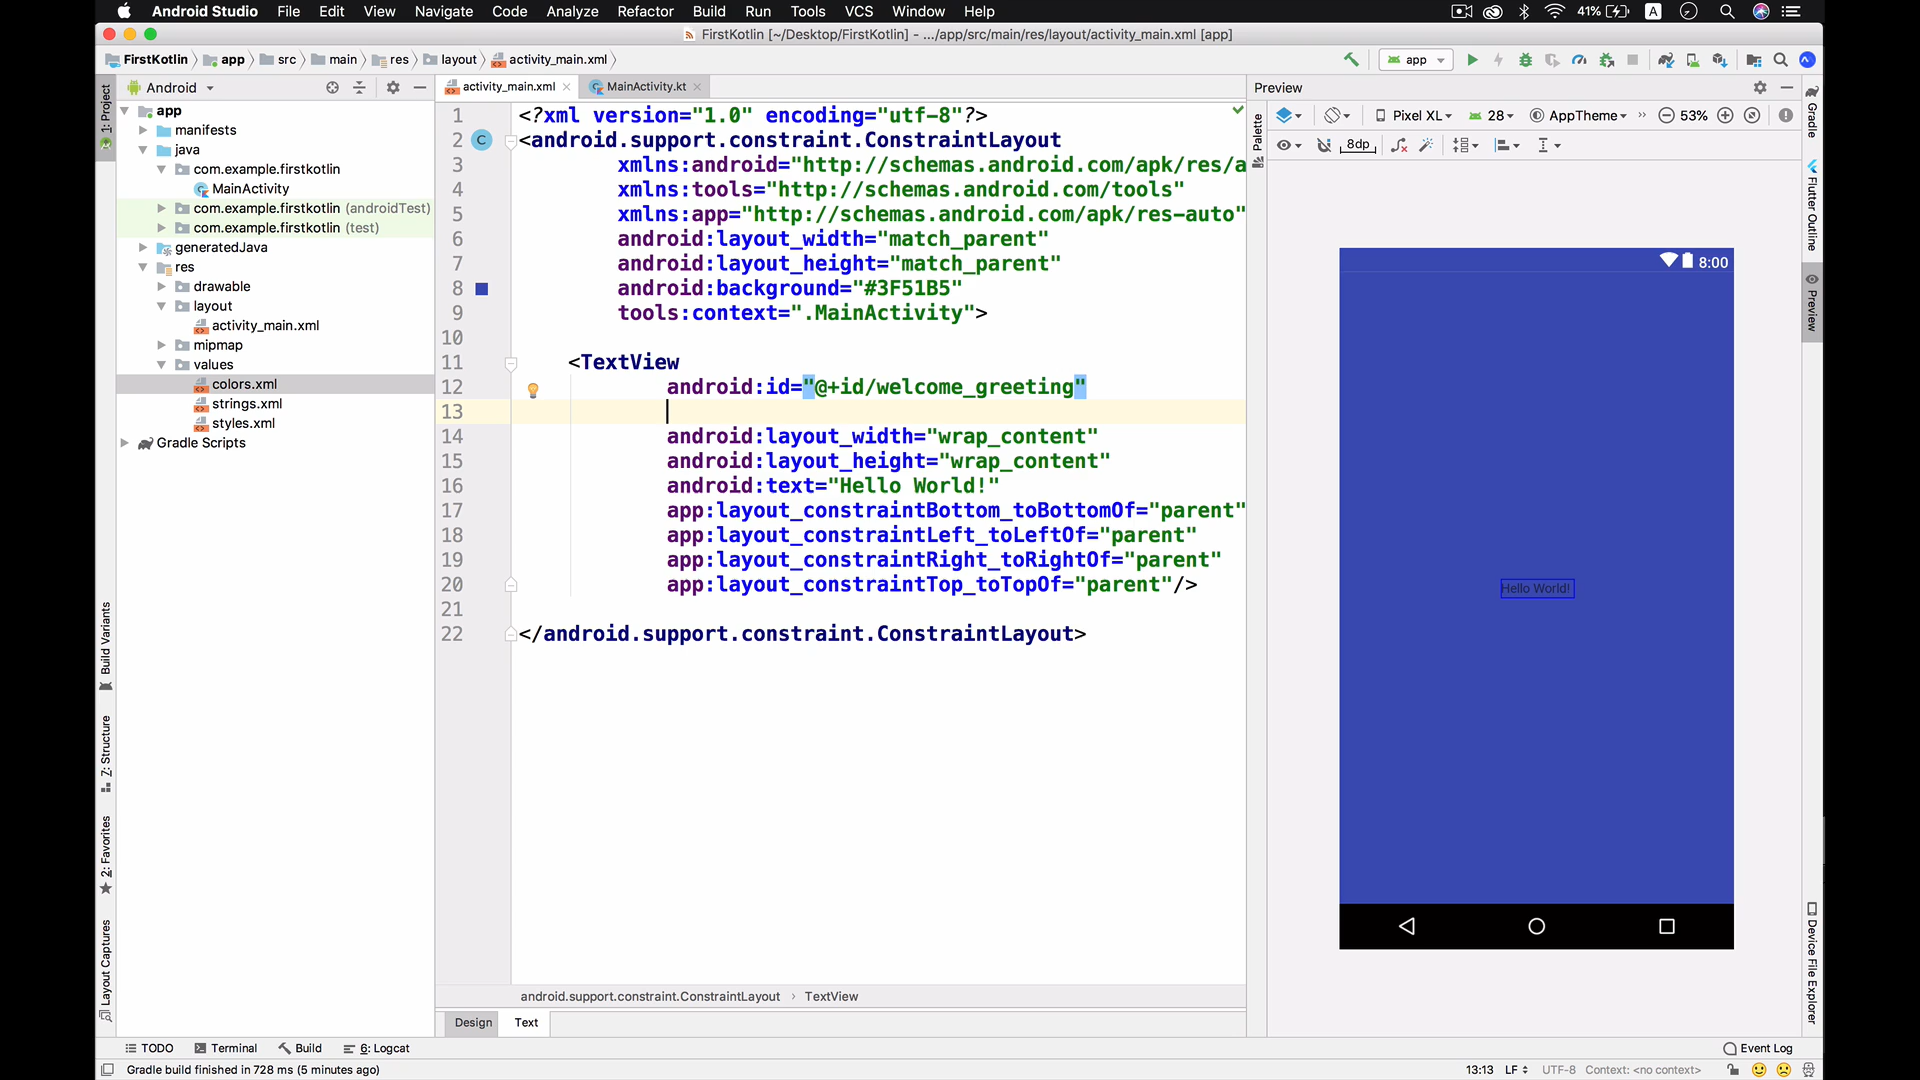 Android Studio File Edit View Navigate Code Analyze Refactor Build Run Tools VCS Window Help 41% A
FirstKotlin [~/Desktop/FirstKotlin] - .../app/src/main/res/layout/activity_main.xml [app]
FirstKotlin app src main res layout activity_main.xml
app
Android
activity_main.xml MainActivity.kt
Preview
1: Project
app
manifests
java
com.example.firstkotlin
MainActivity
com.example.firstkotlin (androidTest)
com.example.firstkotlin (test)
generatedJava
res
drawable
layout
activity_main.xml
mipmap
values
colors.xml
strings.xml
styles.xml
Gradle Scripts
Build Variants
7: Structure
2: Favorites
Layout Captures
1 <?xml version="1.0" encoding="utf-8"?>
2 C <android.support.constraint.ConstraintLayout
3 xmlns:android="http://schemas.android.com/apk/res/a
4 xmlns:tools="http://schemas.android.com/tools"
5 xmlns:app="http://schemas.android.com/apk/res-auto"
6 android:layout_width="match_parent"
7 android:layout_height="match_parent"
8 android:background="#3F51B5"
9 tools:context=".MainActivity">
10
11 <TextView
12 android:id="@+id/welcome_greeting"
13
14 android:layout_width="wrap_content"
15 android:layout_height="wrap_content"
16 android:text="Hello World!"
17 app:layout_constraintBottom_toBottomOf="parent"
18 app:layout_constraintLeft_toLeftOf="parent"
19 app:layout_constraintRight_toRightOf="parent"
20 app:layout_constraintTop_toTopOf="parent"/>
21
22 </android.support.constraint.ConstraintLayout>
android.support.constraint.ConstraintLayout › TextView
Design Text
Palette
Pixel XL 28 AppTheme 53%
8dp
8:00
Hello World!
Gradle
Flutter Outline
Preview
Device File Explorer
TODO Terminal Build 6: Logcat Event Log
Gradle build finished in 728 ms (5 minutes ago) 13:13 LF UTF-8 Context: <no context>